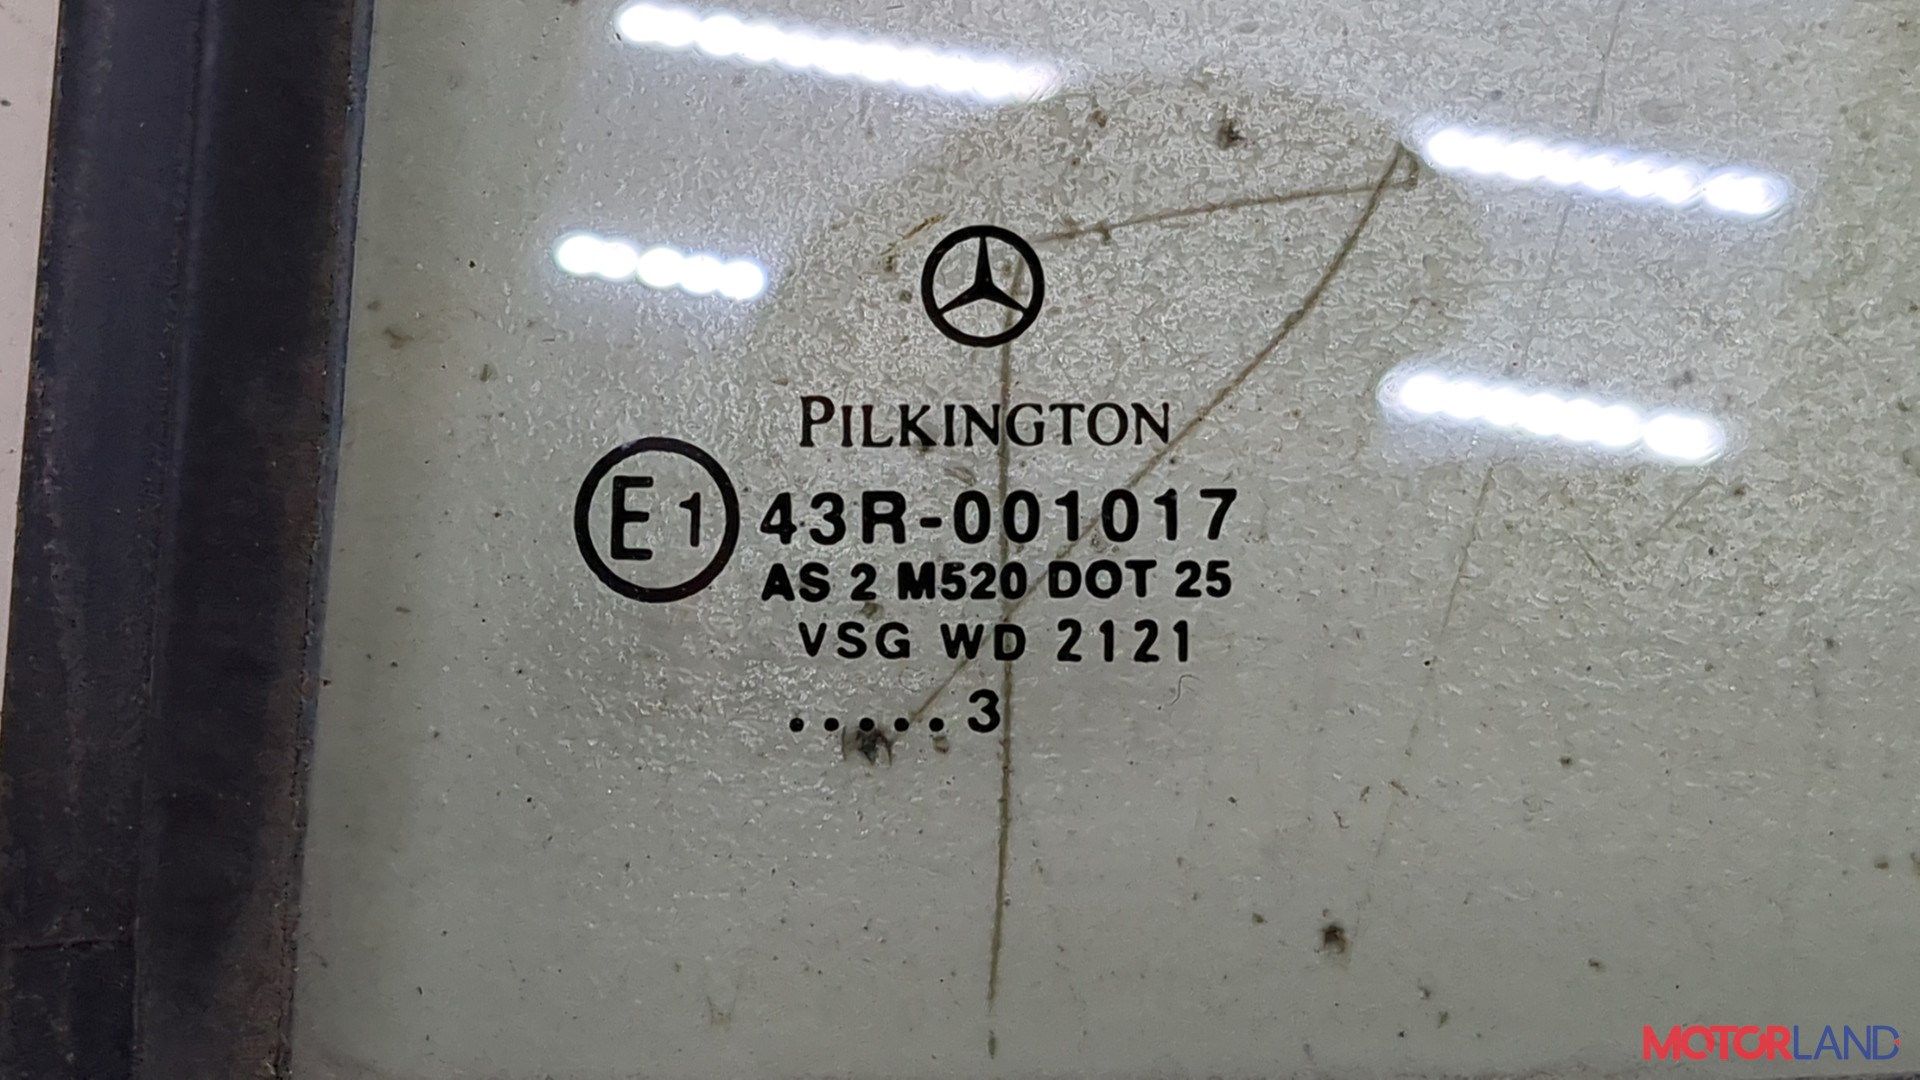 PILKINGTON
E1 43R-001017
AS 2 M520 DOT 25
VSG WD 2121
.....3
MOTORLAND